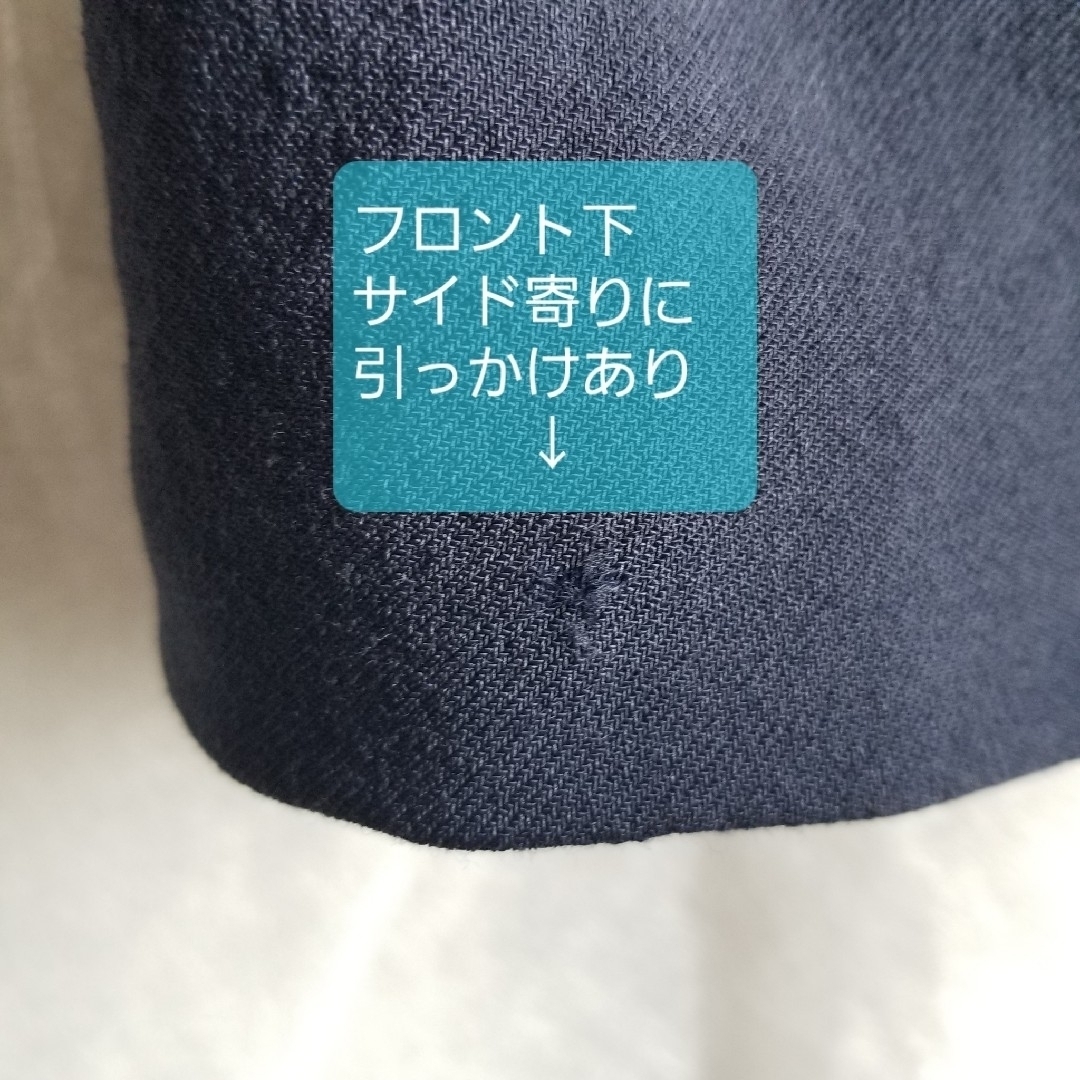 フロント下
サイド寄りに
引っかけあり
↓